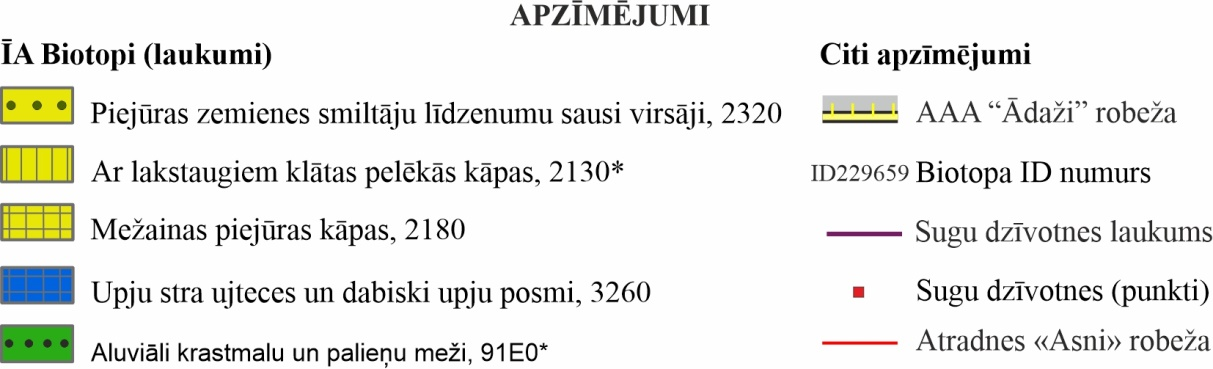 APZĪMĒJUMI
ĪA Biotopi (laukumi)
Piejūras zemienes smiltāju līdzenumu sausi virsāji, 2320
Ar lakstaugiem klātas pelēkās kāpas, 2130*
Mežainas piejūras kāpas, 2180
Upju stra ujteces un dabiski upju posmi, 3260
Aluviāli krastmalu un palieņu meži, 91E0*
Citi apzīmējumi
AAA “Ādaži” robeža
ID229659 Biotopa ID numurs
Sugu dzīvotnes laukums
Sugu dzīvotnes (punkti)
Atradnes «Asni» robeža